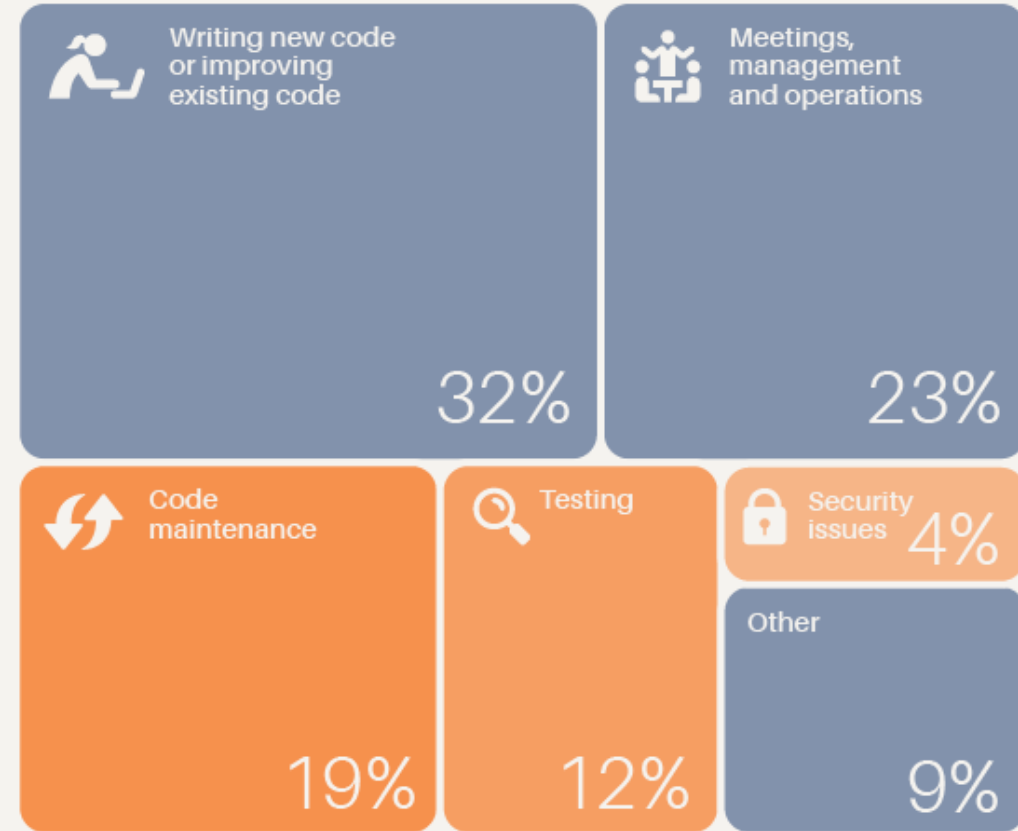 Writing new code
or improving
existing code
32%
Meetings,
management
and operations
23%
Code
maintenance
19%
Testing
12%
Security
issues
4%
Other
9%